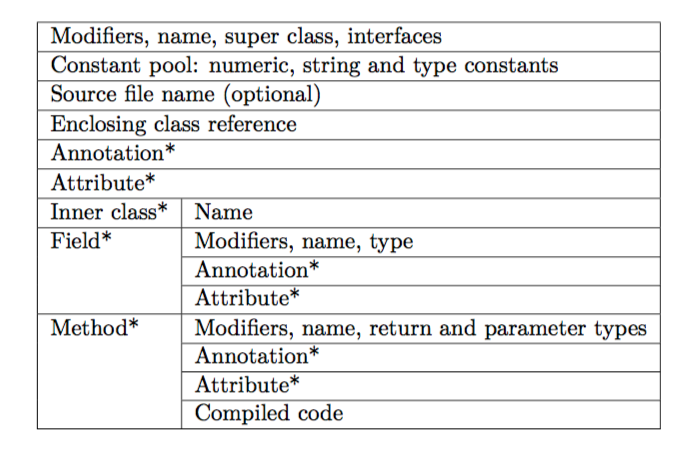 Modifiers, name, super class, interfaces
Constant pool: numeric, string and type constants
Source file name (optional)
Enclosing class reference
Annotation*
Attribute*
Inner class* Name
Field* Modifiers, name, type
Annotation*
Attribute*
Method* Modifiers, name, return and parameter types
Annotation*
Attribute*
Compiled code